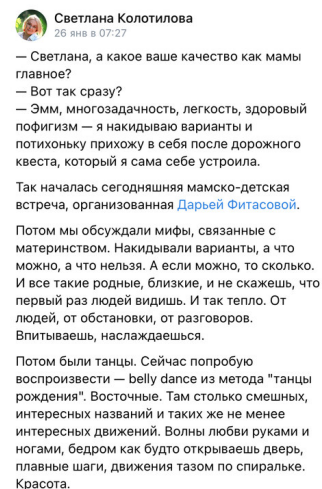 Светлана Колотилова
26 янв в 07:27
— Светлана, а какое ваше качество как мамы
главное?
— Вот так сразу?
— Эмм, многозадачность, легкость, здоровый
пофигизм — я накидываю варианты и
потихоньку прихожу в себя после дорожного
квеста, который я сама себе устроила.
Так началась сегодняшняя мамско-детская
встреча, организованная Дарьей Фитасовой.
Потом мы обсуждали мифы, связанные с
материнством. Накидывали варианты, а что
можно, а что нельзя. А если можно, то сколько.
И все такие родные, близкие, и не скажешь, что
первый раз людей видишь. И так тепло. От
людей, от обстановки, от разговоров.
Впитываешь, наслаждаешься.
Потом были танцы. Сейчас попробую
воспроизвести — belly dance из метода "танцы
рождения". Восточные. Там столько смешных,
интересных названий и таких же не менее
интересных движений. Волны любви руками и
ногами, бедром как будто открываешь дверь,
плавные шаги, движения тазом по спиральке.
Красота.